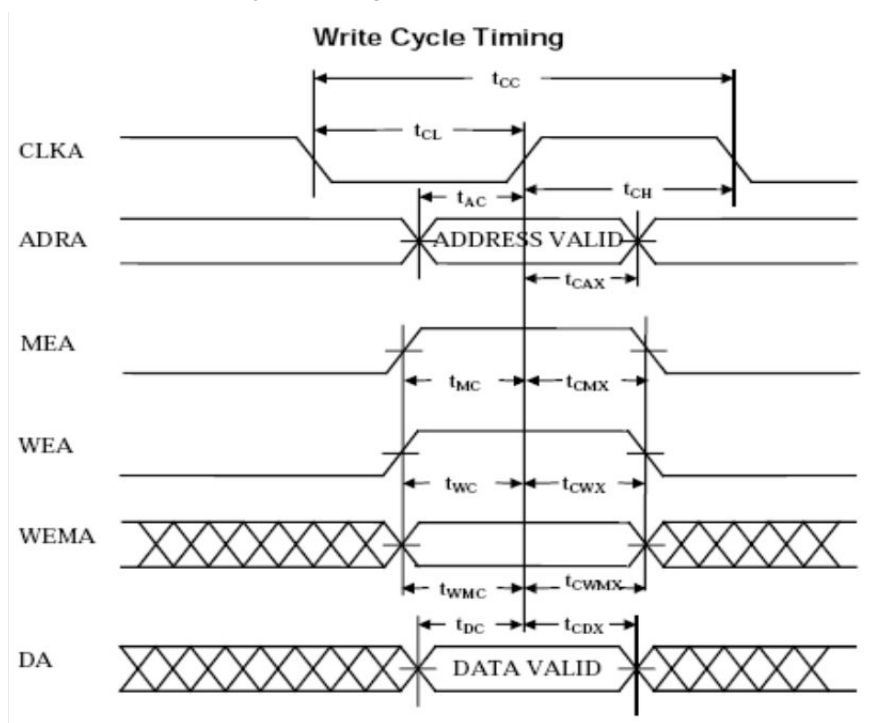 Write Cycle Timing
tCC
tCL
CLKA
tCH
tAC
ADRA
ADDRESS VALID
tCAX
MEA
tMC
tCMX
WEA
tWC
tCWX
WEMA
tWMC
tCWMX
tDC
tCDX
DA
DATA VALID